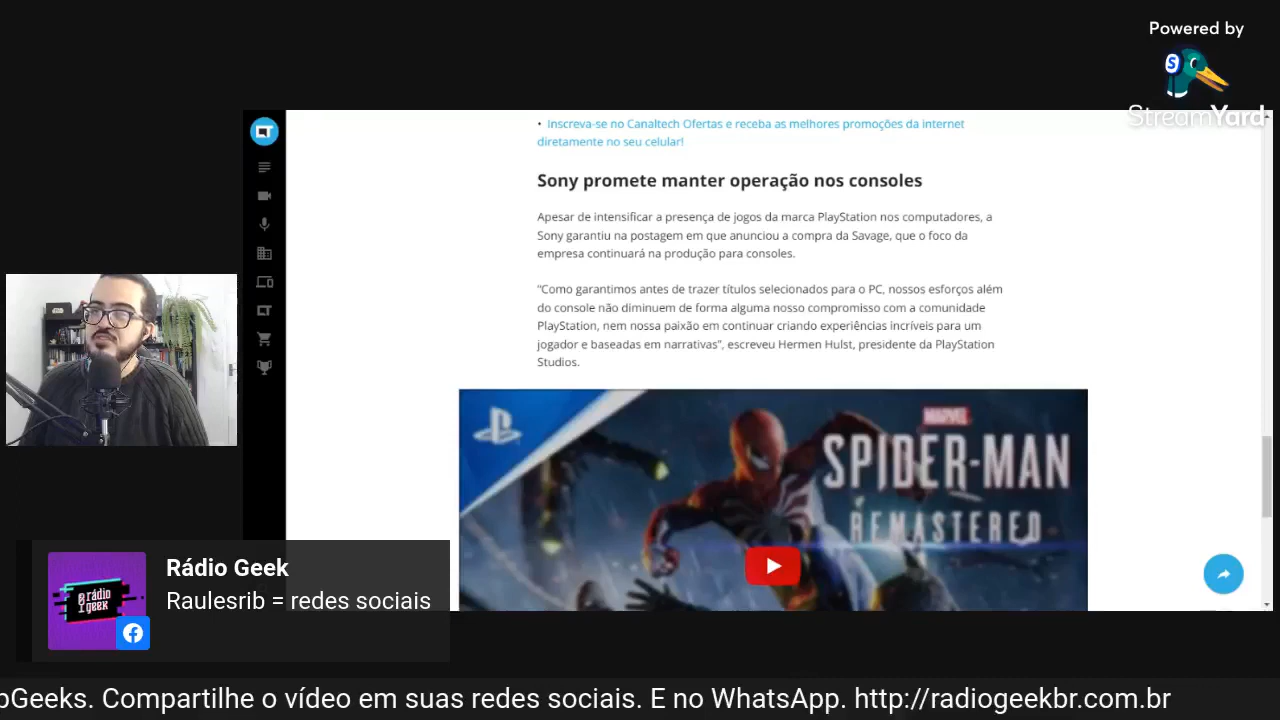 Powered by
StreamYard
• Inscreva-se no Canaltech Ofertas e receba as melhores promoções da internet
diretamente no seu celular!
Sony promete manter operação nos consoles
Apesar de intensificar a presença de jogos da marca PlayStation nos computadores, a
Sony garantiu na postagem em que anunciou a compra da Savage, que o foco da
empresa continuará na produção para consoles.
“Como garantimos antes de trazer títulos selecionados para o PC, nossos esforços além
do console não diminuem de forma alguma nosso compromisso com a comunidade
PlayStation, nem nossa paixão em continuar criando experiências incríveis para um
jogador e baseadas em narrativas”, escreveu Hermen Hulst, presidente da PlayStation
Studios.
MARVEL
SPIDER-MAN
REMASTERED
rádio
geek
Rádio Geek
Raulesrib = redes sociais
oGeeks. Compartilhe o vídeo em suas redes sociais. E no WhatsApp. http://radiogeekbr.com.br